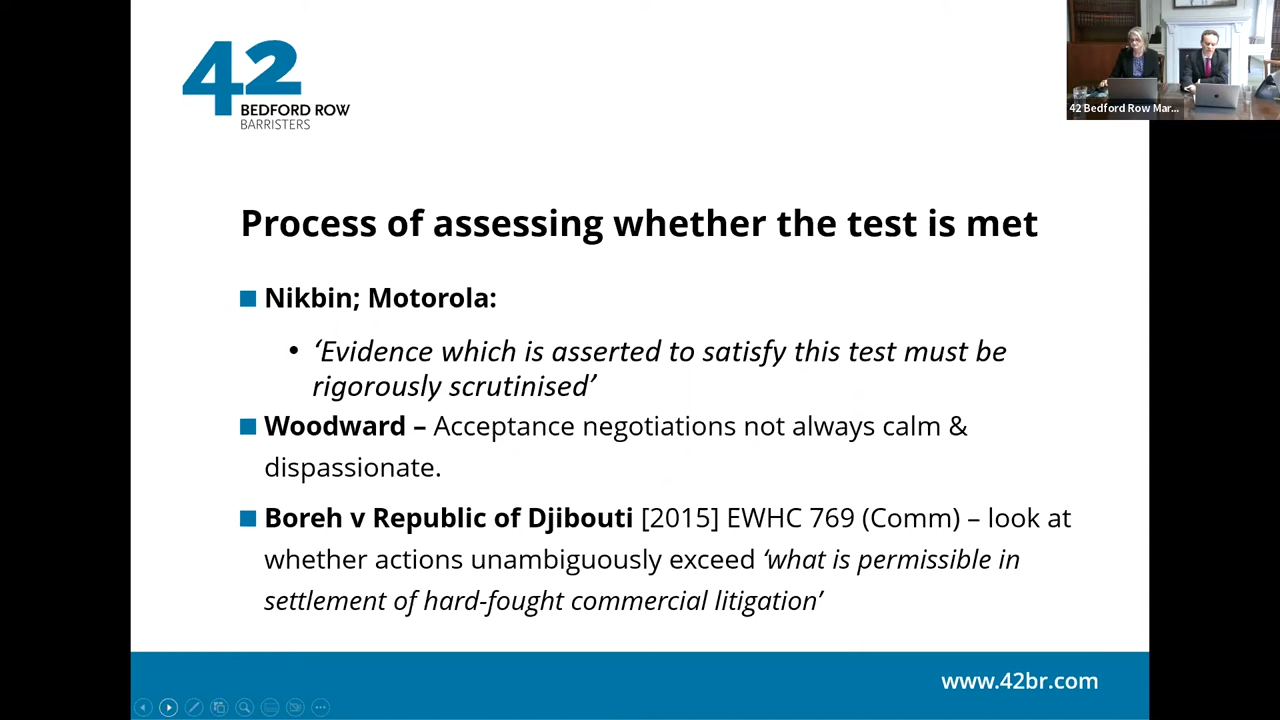 42
BEDFORD ROW
BARRISTERS
42 Bedford Row Mar...
Process of assessing whether the test is met
Nikbin; Motorola:
• ‘Evidence which is asserted to satisfy this test must be
rigorously scrutinised’
Woodward – Acceptance negotiations not always calm &
dispassionate.
Boreh v Republic of Djibouti [2015] EWHC 769 (Comm) – look at
whether actions unambiguously exceed ‘what is permissible in
settlement of hard-fought commercial litigation’
www.42br.com